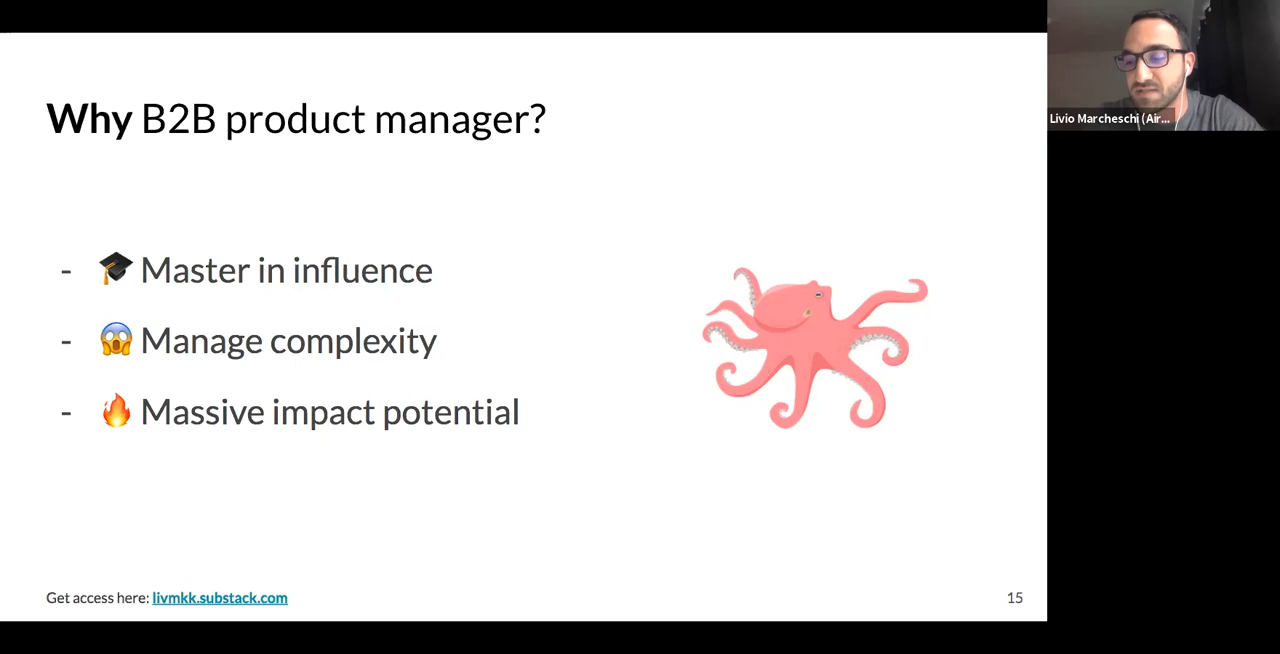 Why B2B product manager?
- 🎓 Master in influence
- 😱 Manage complexity
- 🔥 Massive impact potential
Get access here: livmkk.substack.com
15
Livio Marcheschi (Air...